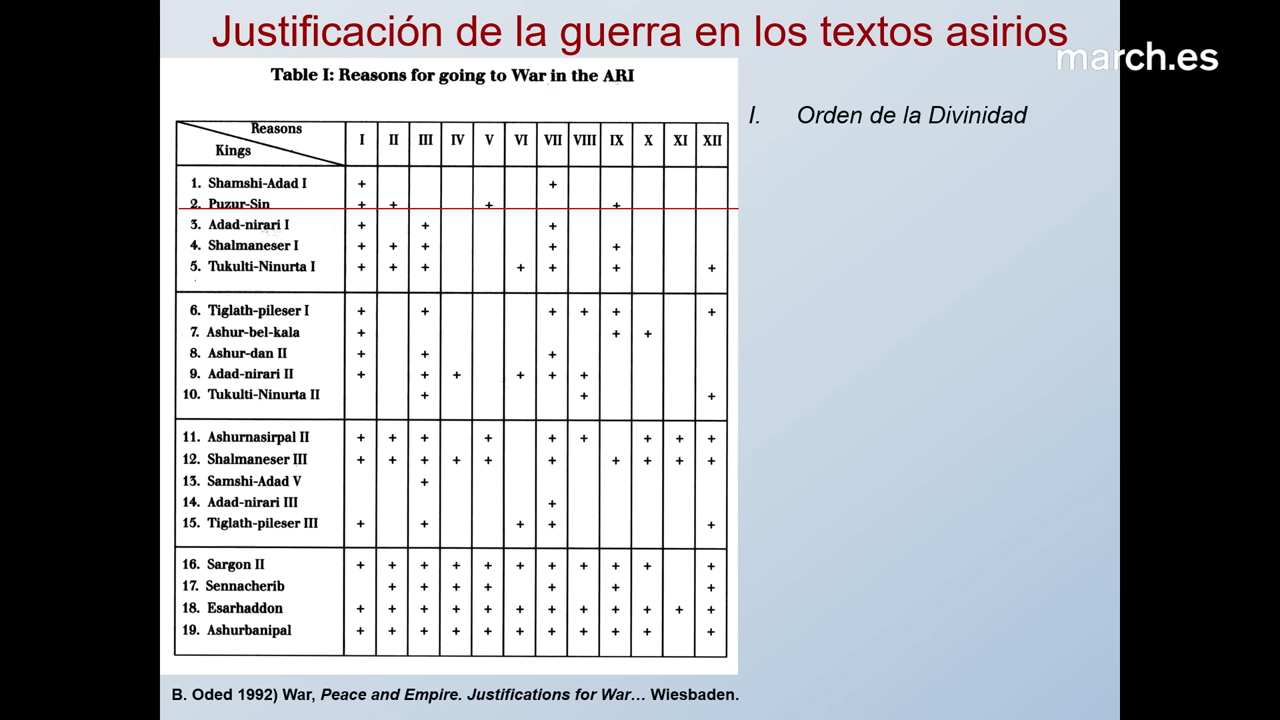 Justificación de la guerra en los textos asirios
march.es
Table I: Reasons for going to War in the ARI
I. Orden de la Divinidad
Reasons I II III IV V VI VII VIII IX X XI XII
Kings
1. Shamshi-Adad I + +
2. Puzur-Sin + + + +
3. Adad-nirari I + + +
4. Shalmaneser I + + + + +
5. Tukulti-Ninurta I + + + + + + +
6. Tiglath-pileser I + + + + + +
7. Ashur-bel-kala + + +
8. Ashur-dan II + + +
9. Adad-nirari II + + + + + +
10. Tukulti-Ninurta II + + +
11. Ashurnasirpal II + + + + + + + + +
12. Shalmaneser III + + + + + + + + + +
13. Samshi-Adad V +
14. Adad-nirari III +
15. Tiglath-pileser III + + + + +
16. Sargon II + + + + + + + + + + +
17. Sennacherib + + + + + + +
18. Esarhaddon + + + + + + + + + + + +
19. Ashurbanipal + + + + + + + + + + +
B. Oded 1992) War, Peace and Empire. Justifications for War… Wiesbaden.